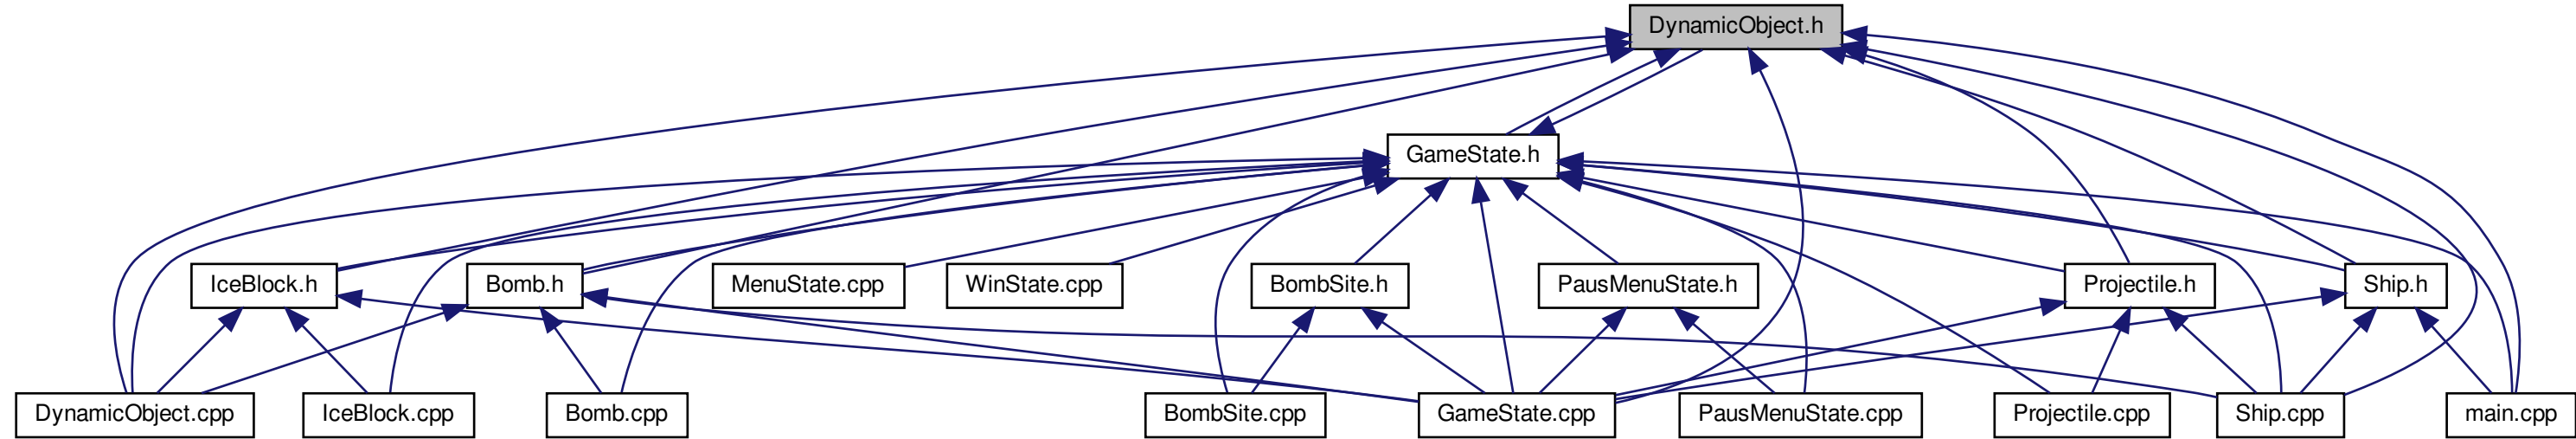 DynamicObject.h
GameState.h
IceBlock.h
Bomb.h
MenuState.cpp
WinState.cpp
BombSite.h
PausMenuState.h
Projectile.h
Ship.h
DynamicObject.cpp
IceBlock.cpp
Bomb.cpp
BombSite.cpp
GameState.cpp
PausMenuState.cpp
Projectile.cpp
Ship.cpp
main.cpp